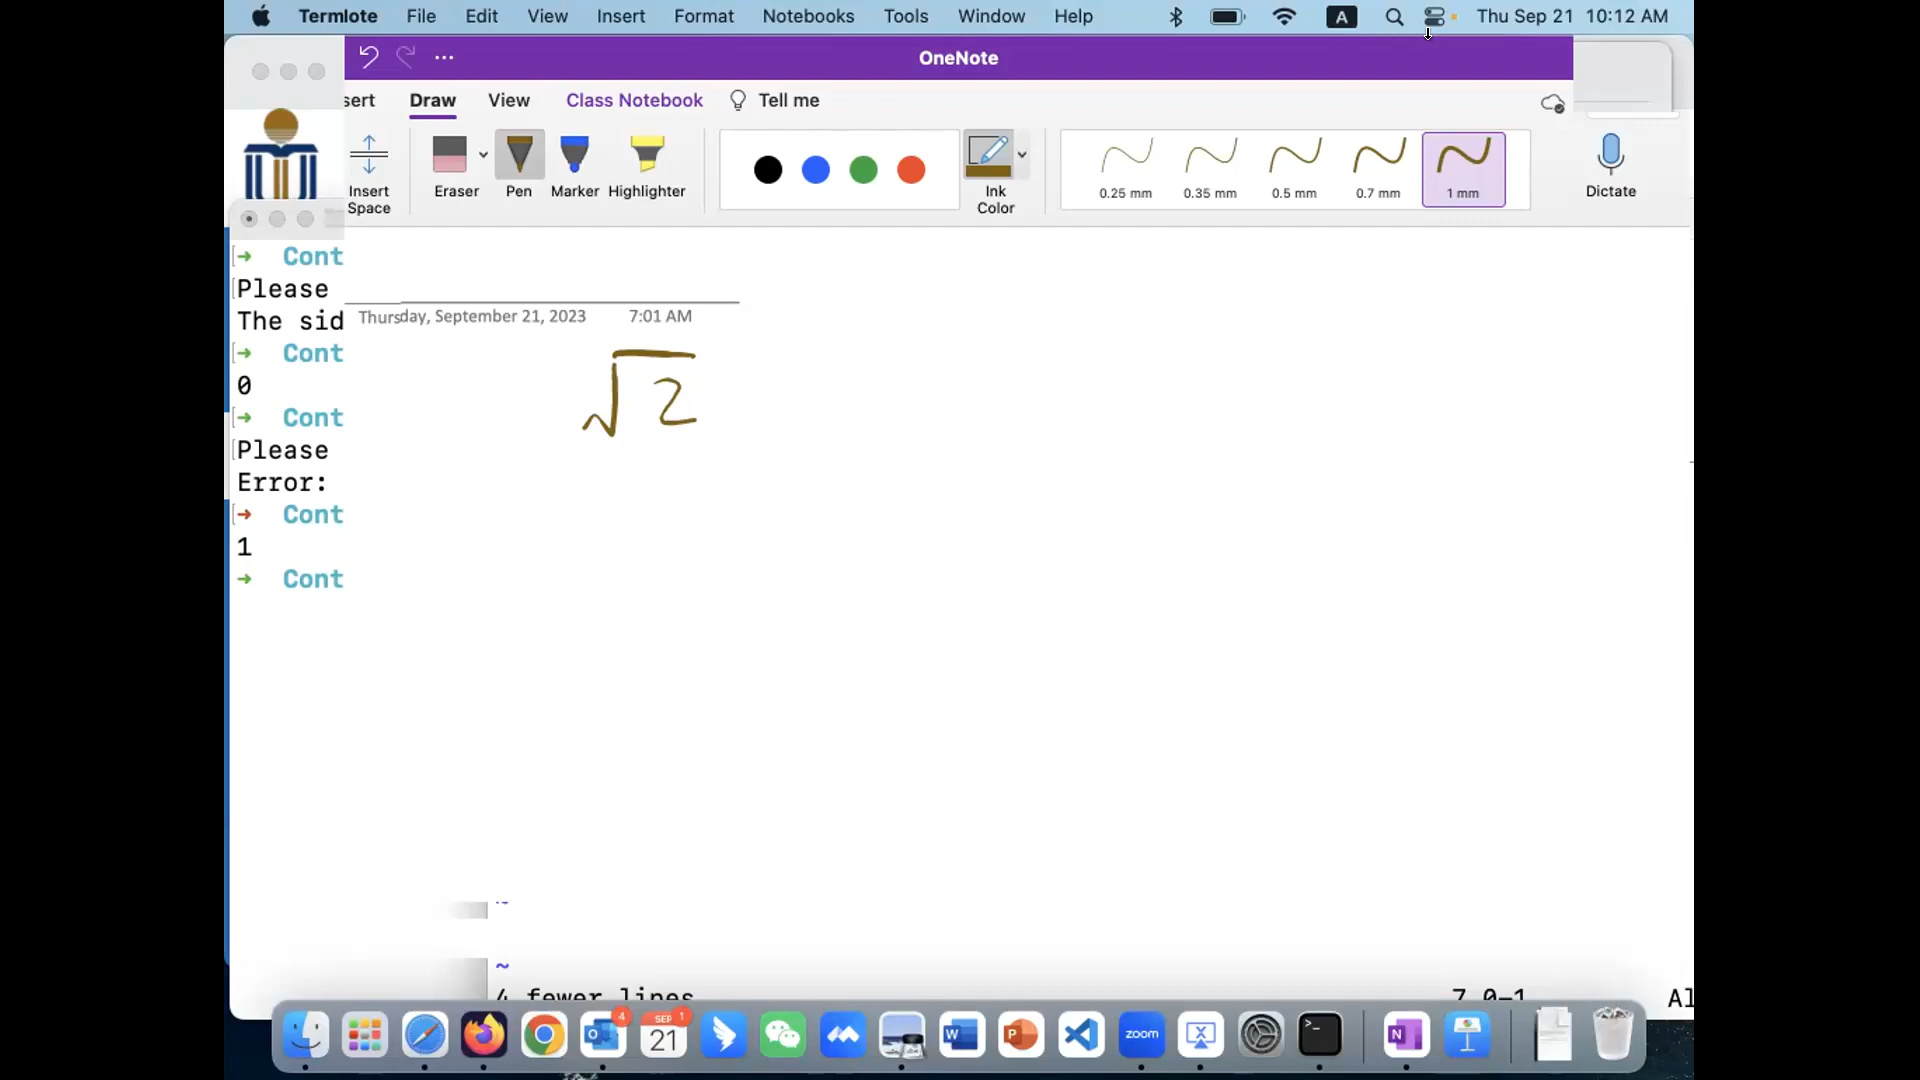 Termlote File Edit View Insert Format Notebooks Tools Window Help A Thu Sep 21 10:12 AM
OneNote
sert Draw View Class Notebook Tell me
Insert Space Eraser Pen Marker Highlighter Ink Color 0.25 mm 0.35 mm 0.5 mm 0.7 mm 1 mm Dictate
→ Cont
Please
The sid
Thursday, September 21, 2023 7:01 AM
→ Cont
0
√2
→ Cont
Please
Error:
→ Cont
1
→ Cont
~
~
4 fewer lines 7,0-1 Al
4 SEP 1 21 W P zoom X >_ N